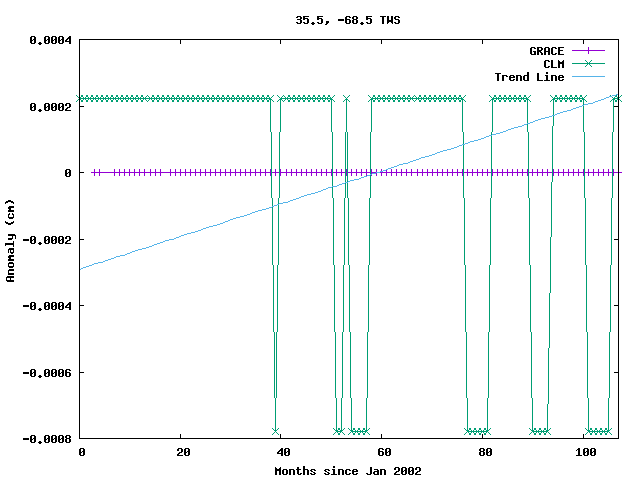 35.5, -68.5 TWS
GRACE
CLM
Trend Line
0.0004
0.0002
0
-0.0002
-0.0004
-0.0006
-0.0008
Anomaly (cm)
0 20 40 60 80 100
Months since Jan 2002